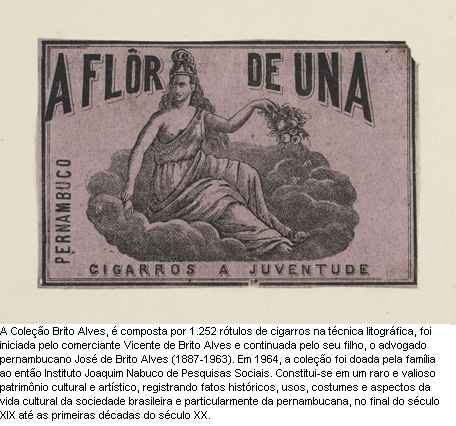 A FLÔR DE UNA
PERNAMBUCO
CIGARROS A JUVENTUDE
A Coleção Brito Alves, é composta por 1.252 rótulos de cigarros na técnica litográfica, foi
iniciada pelo comerciante Vicente de Brito Alves e continuada pelo seu filho, o advogado
pernambucano José de Brito Alves (1887-1963). Em 1964, a coleção foi doada pela família
ao então Instituto Joaquim Nabuco de Pesquisas Sociais. Constitui-se em um raro e valioso
patrimônio cultural e artístico, registrando fatos históricos, usos, costumes e aspectos da
vida cultural da sociedade brasileira e particularmente da pernambucana, no final do século
XIX até as primeiras décadas do século XX.